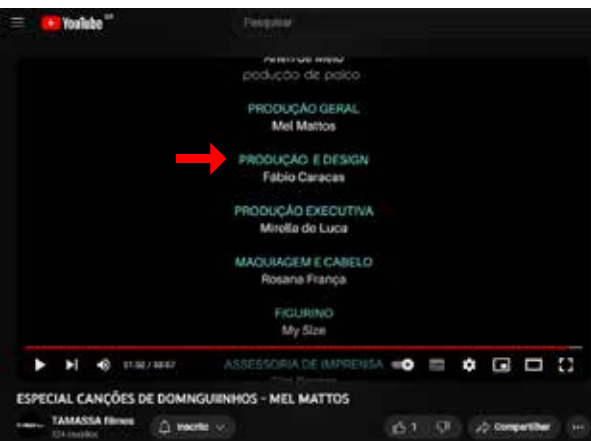 YouTube BR
Pesquisar
podução de palco
PRODUÇÃO GERAL
Mel Mattos
PRODUÇÃO E DESIGN
Fábio Caracas
PRODUÇÃO EXECUTIVA
Mirella de Luca
MAQUIAGEM E CABELO
Rosana França
FIGURINO
My Size
ASSESSORIA DE IMPRENSA
ESPECIAL CANÇÕES DE DOMNGUIINHOS - MEL MATTOS
TAMASSA filmes
Inscrito
1
Compartilhar